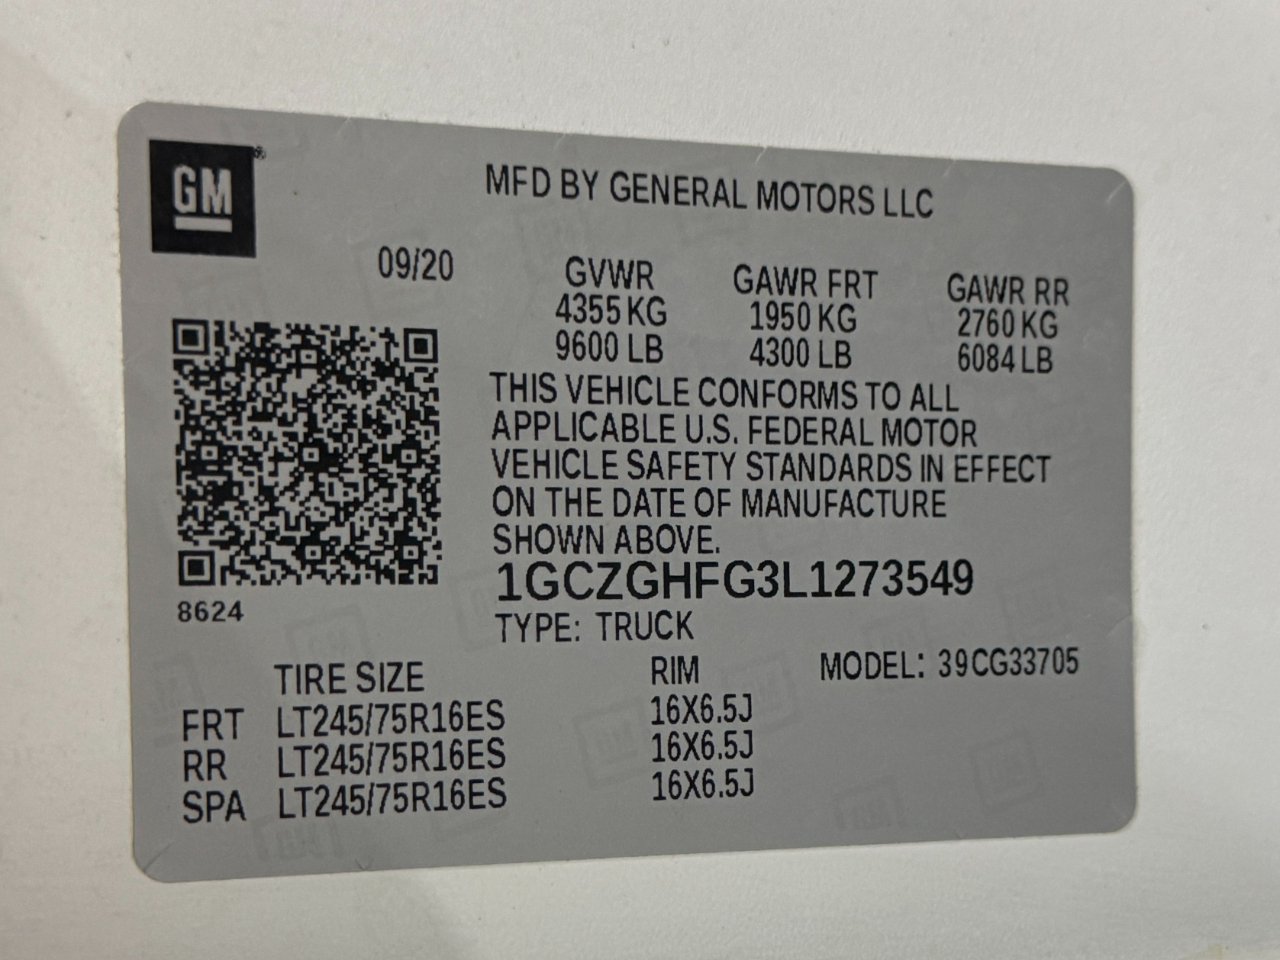 GM®
MFD BY GENERAL MOTORS LLC
09/20
GVWR GAWR FRT GAWR RR
4355 KG 1950 KG 2760 KG
9600 LB 4300 LB 6084 LB
THIS VEHICLE CONFORMS TO ALL
APPLICABLE U.S. FEDERAL MOTOR
VEHICLE SAFETY STANDARDS IN EFFECT
ON THE DATE OF MANUFACTURE
SHOWN ABOVE.
1GCZGHFG3L1273549
8624
TYPE: TRUCK
MODEL: 39CG33705
TIRE SIZE RIM
FRT LT245/75R16ES 16X6.5J
RR LT245/75R16ES 16X6.5J
SPA LT245/75R16ES 16X6.5J